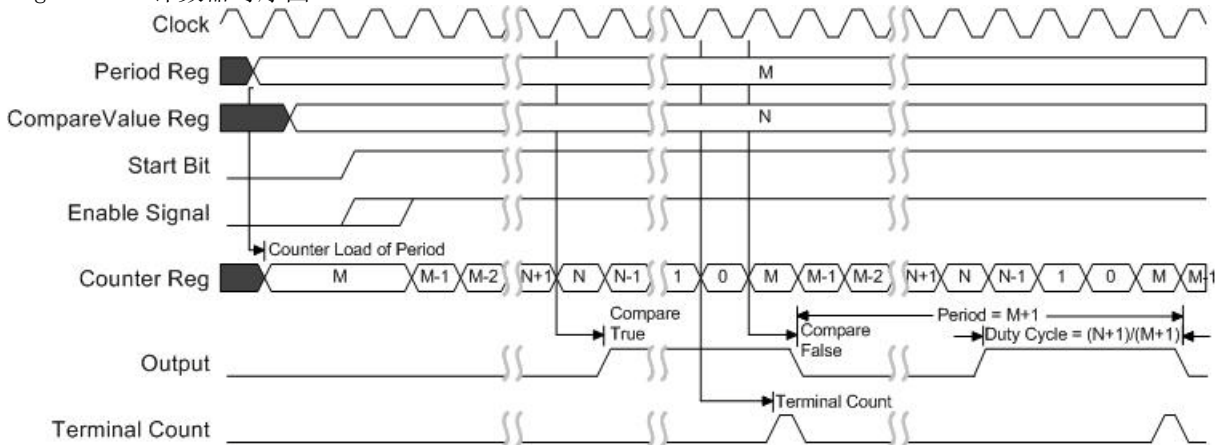 Clock
Period Reg
M
CompareValue Reg
N
Start Bit
Enable Signal
Counter Load of Period
Counter Reg
M M-1 M-2 N+1 N N-1 1 0 M M-1 M-2 N+1 N N-1 1 0 M M-1
Compare
True
Compare
False
Period = M+1
Duty Cycle = (N+1)/(M+1)
Output
Terminal Count
Terminal Count